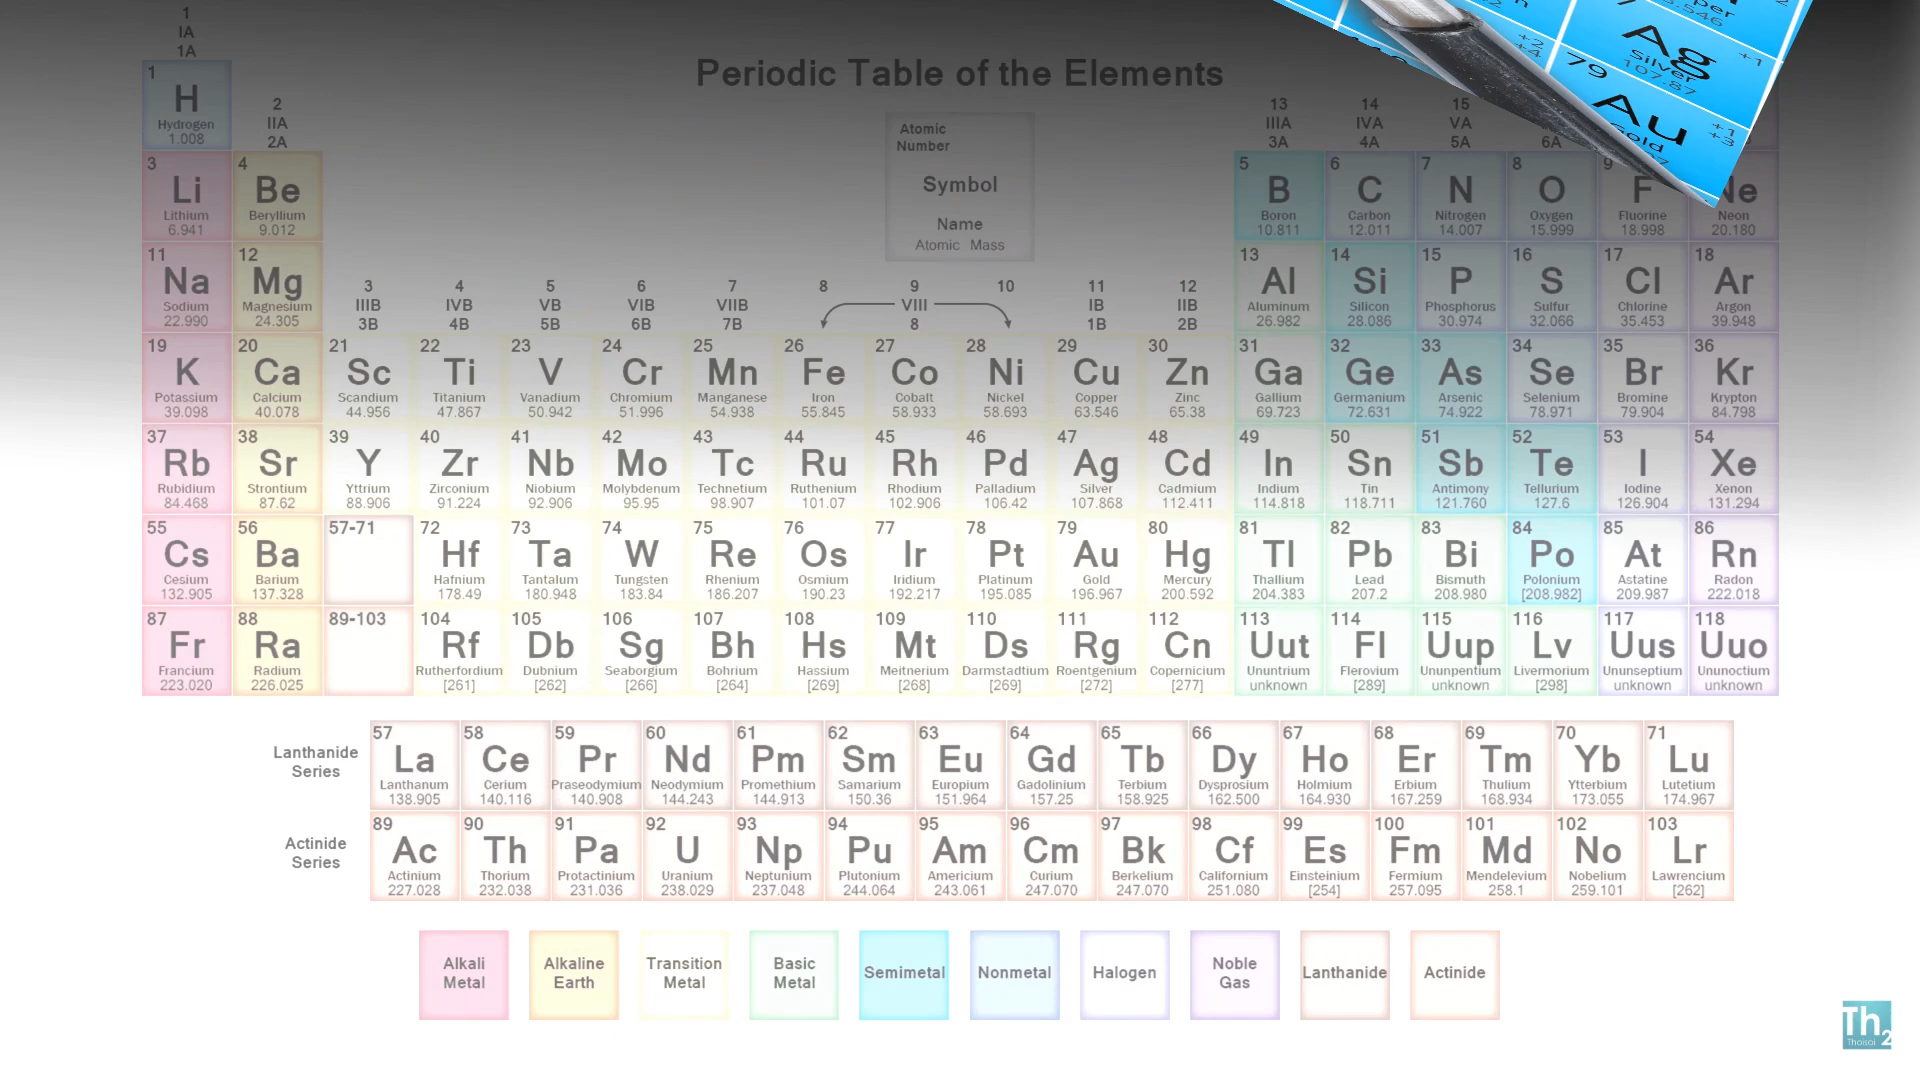 Periodic Table of the Elements
1
IA
1A
2
IIA
2A
13
IIIA
3A
14
IVA
4A
15
VA
5A
6A
3
IIIB
3B
4
IVB
4B
5
VB
5B
6
VIB
6B
7
VIIB
7B
8
9
VIII
8
10
11
IB
1B
12
IIB
2B
Atomic
Number
Symbol
Name
Atomic Mass
Ag
Silver
107.87
+1
79
Au
+1
+3
1
H
Hydrogen
1.008
3
Li
Lithium
6.941
4
Be
Beryllium
9.012
5
B
Boron
10.811
6
C
Carbon
12.011
7
N
Nitrogen
14.007
8
O
Oxygen
15.999
9
F
Fluorine
18.998
Ne
Neon
20.180
11
Na
Sodium
22.990
12
Mg
Magnesium
24.305
13
Al
Aluminum
26.982
14
Si
Silicon
28.086
15
P
Phosphorus
30.974
16
S
Sulfur
32.066
17
Cl
Chlorine
35.453
18
Ar
Argon
39.948
19
K
Potassium
39.098
20
Ca
Calcium
40.078
21
Sc
Scandium
44.956
22
Ti
Titanium
47.867
23
V
Vanadium
50.942
24
Cr
Chromium
51.996
25
Mn
Manganese
54.938
26
Fe
Iron
55.845
27
Co
Cobalt
58.933
28
Ni
Nickel
58.693
29
Cu
Copper
63.546
30
Zn
Zinc
65.38
31
Ga
Gallium
69.723
32
Ge
Germanium
72.631
33
As
Arsenic
74.922
34
Se
Selenium
78.971
35
Br
Bromine
79.904
36
Kr
Krypton
84.798
37
Rb
Rubidium
84.468
38
Sr
Strontium
87.62
39
Y
Yttrium
88.906
40
Zr
Zirconium
91.224
41
Nb
Niobium
92.906
42
Mo
Molybdenum
95.95
43
Tc
Technetium
98.907
44
Ru
Ruthenium
101.07
45
Rh
Rhodium
102.906
46
Pd
Palladium
106.42
47
Ag
Silver
107.868
48
Cd
Cadmium
112.411
49
In
Indium
114.818
50
Sn
Tin
118.711
51
Sb
Antimony
121.760
52
Te
Tellurium
127.6
53
I
Iodine
126.904
54
Xe
Xenon
131.294
55
Cs
Cesium
132.905
56
Ba
Barium
137.328
57-71
72
Hf
Hafnium
178.49
73
Ta
Tantalum
180.948
74
W
Tungsten
183.84
75
Re
Rhenium
186.207
76
Os
Osmium
190.23
77
Ir
Iridium
192.217
78
Pt
Platinum
195.085
79
Au
Gold
196.967
80
Hg
Mercury
200.592
81
Tl
Thallium
204.383
82
Pb
Lead
207.2
83
Bi
Bismuth
208.980
84
Po
Polonium
[208.982]
85
At
Astatine
209.987
86
Rn
Radon
222.018
87
Fr
Francium
223.020
88
Ra
Radium
226.025
89-103
104
Rf
Rutherfordium
[261]
105
Db
Dubnium
[262]
106
Sg
Seaborgium
[266]
107
Bh
Bohrium
[264]
108
Hs
Hassium
[269]
109
Mt
Meitnerium
[268]
110
Ds
Darmstadtium
[269]
111
Rg
Roentgenium
[272]
112
Cn
Copernicium
[277]
113
Uut
Ununtrium
unknown
114
Fl
Flerovium
[289]
115
Uup
Ununpentium
unknown
116
Lv
Livermorium
[298]
117
Uus
Ununseptium
unknown
118
Uuo
Ununoctium
unknown
Lanthanide
Series
57
La
Lanthanum
138.905
58
Ce
Cerium
140.116
59
Pr
Praseodymium
140.908
60
Nd
Neodymium
144.243
61
Pm
Promethium
144.913
62
Sm
Samarium
150.36
63
Eu
Europium
151.964
64
Gd
Gadolinium
157.25
65
Tb
Terbium
158.925
66
Dy
Dysprosium
162.500
67
Ho
Holmium
164.930
68
Er
Erbium
167.259
69
Tm
Thulium
168.934
70
Yb
Ytterbium
173.055
71
Lu
Lutetium
174.967
Actinide
Series
89
Ac
Actinium
227.028
90
Th
Thorium
232.038
91
Pa
Protactinium
231.036
92
U
Uranium
238.029
93
Np
Neptunium
237.048
94
Pu
Plutonium
244.064
95
Am
Americium
243.061
96
Cm
Curium
247.070
97
Bk
Berkelium
247.070
98
Cf
Californium
251.080
99
Es
Einsteinium
[254]
100
Fm
Fermium
257.095
101
Md
Mendelevium
258.1
102
No
Nobelium
259.101
103
Lr
Lawrencium
[262]
Alkali
Metal
Alkaline
Earth
Transition
Metal
Basic
Metal
Semimetal
Nonmetal
Halogen
Noble
Gas
Lanthanide
Actinide
Th
Thoisoi 2